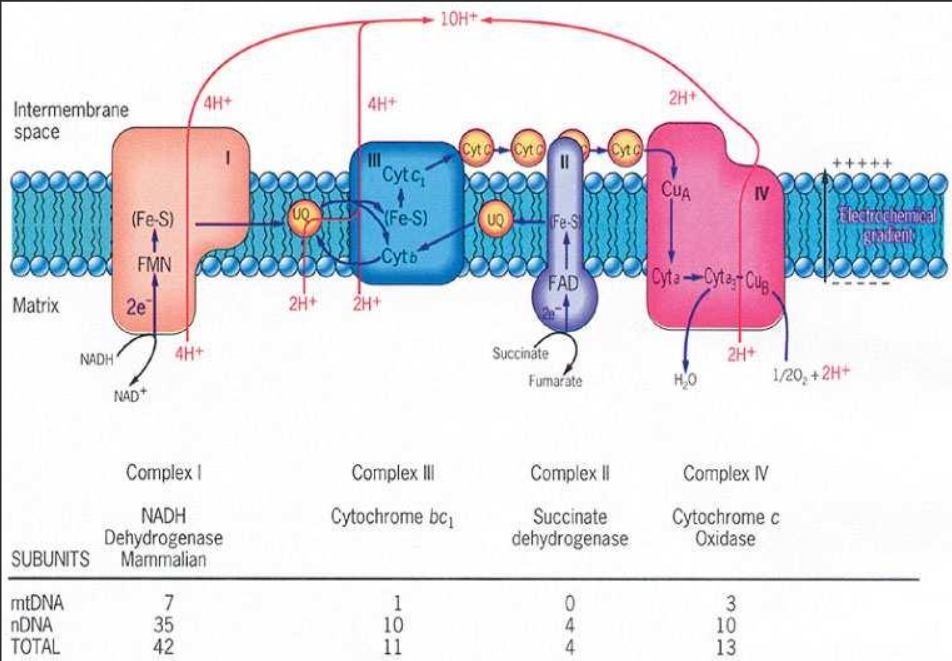 10H+
4H+
4H+
2H+
Intermembrane
space
I
III
Cyt c
Cyt c
II
Cyt c
IV
+++++
Cyt c1
CuA
(Fe-S)
UQ
(Fe-S)
UQ
(Fe-S)
Electrochemical
gradient
FMN
Cyt b
FAD
Cyt a
Cyt a3
CuB
-----
Matrix
2e-
2H+
2H+
2e-
NADH
4H+
Succinate
2H+
NAD+
Fumarate
H2O
1/2O2 + 2H+
Complex I
Complex III
Complex II
Complex IV
NADH
Dehydrogenase
Mammalian
Cytochrome bc1
Succinate
dehydrogenase
Cytochrome c
Oxidase
SUBUNITS
mtDNA 7 1 0 3
nDNA 35 10 4 10
TOTAL 42 11 4 13